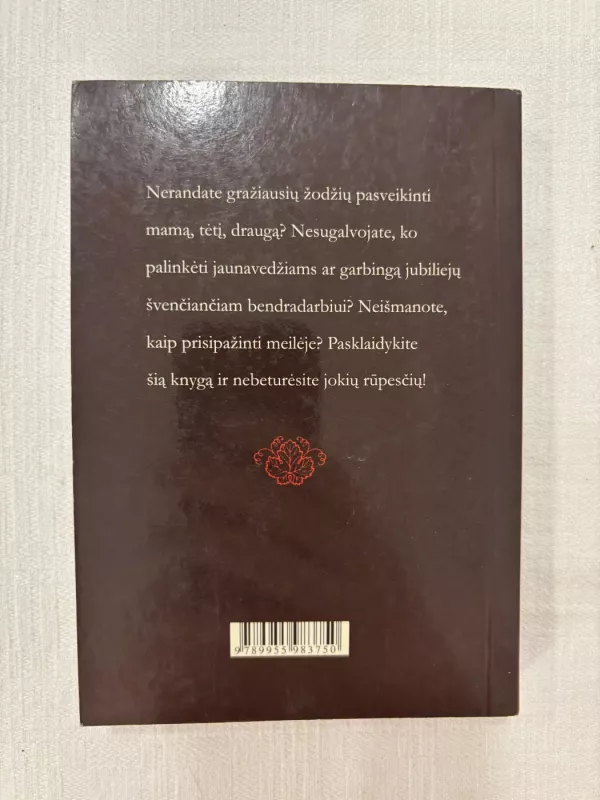 Nerandate gražiausių žodžių pasveikinti
mamą, tėtį, draugą? Nesugalvojate, ko
palinkėti jaunavedžiams ar garbingą jubiliejų
švenčiančiam bendradarbiui? Neišmanote,
kaip prisipažinti meilėje? Pasklaidykite
šią knygą ir nebeturėsite jokių rūpesčių!
9789955983750